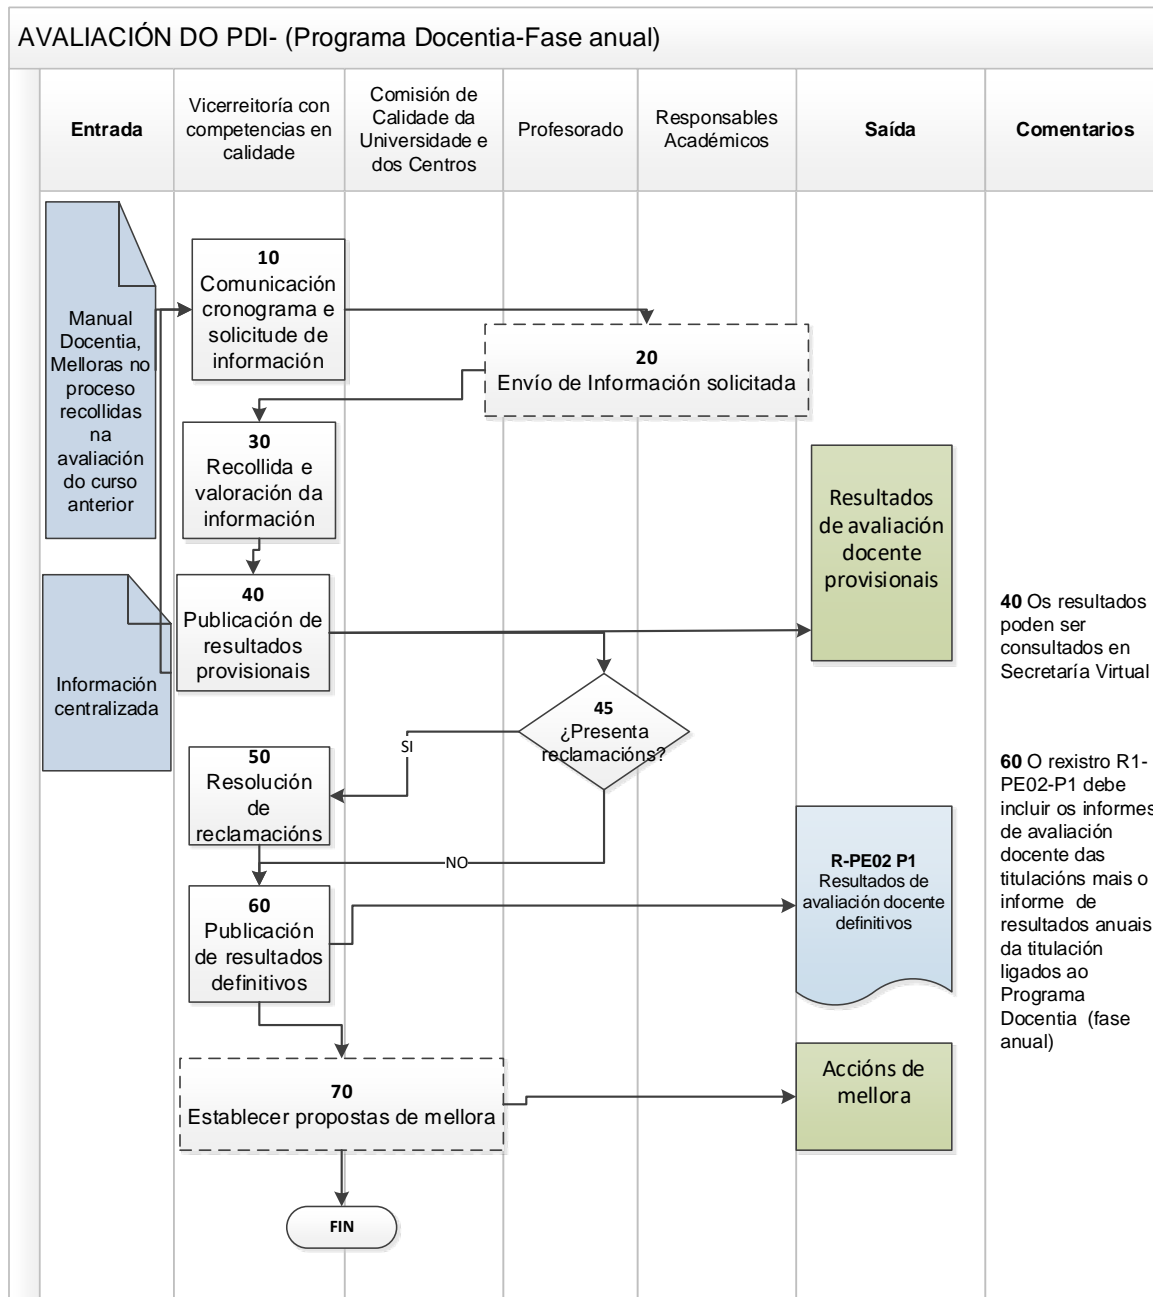 AVALIACIÓN DO PDI- (Programa Docentia-Fase anual)
Entrada
Vicerreitoría con
competencias en
calidade
Comisión de
Calidade da
Universidade e
dos Centros
Profesorado
Responsables
Académicos
Saída
Comentarios
Manual
Docentia,
Melloras no
proceso
recollidas
na
avaliación
do curso
anterior
10
Comunicación
cronograma e
solicitude de
información
20
Envío de Información solicitada
30
Recollida e
valoración da
información
Resultados
de avaliación
docente
provisionais
Información
centralizada
40
Publicación de
resultados
provisionais
40 Os resultados
poden ser
consultados en
Secretaría Virtual
45
¿Presenta
reclamacións?
SI
50
Resolución
de
reclamacións
NO
60 O rexistro R1-
PE02-P1 debe
incluir os informes
de avaliación
docente das
titulacións mais o
informe de
resultados anuais
da titulación
ligados ao
Programa
Docentia (fase
anual)
60
Publicación
de resultados
definitivos
R-PE02 P1
Resultados de
avaliación docente
definitivos
70
Establecer propostas de mellora
Accións de
mellora
FIN